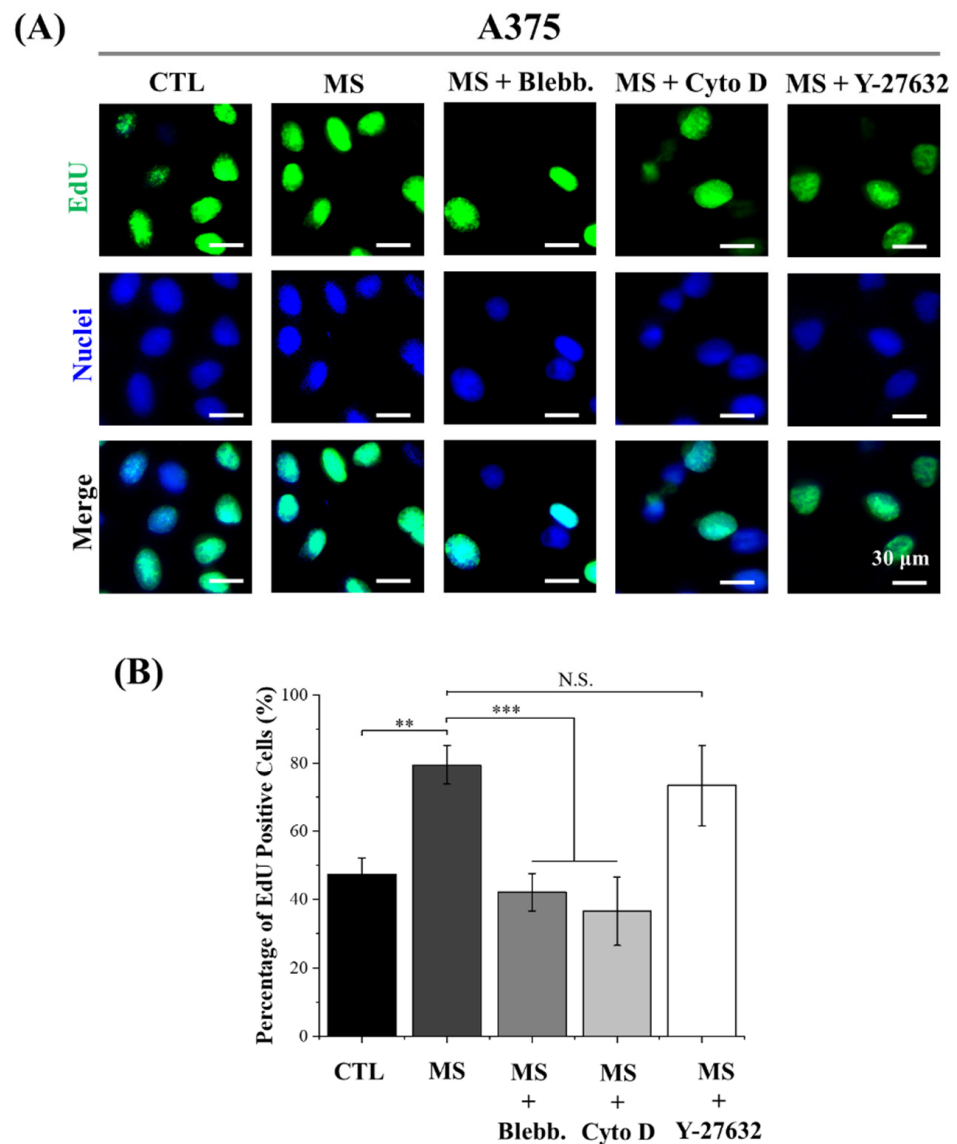 (A)
A375
CTL MS MS + Blebb. MS + Cyto D MS + Y-27632
EdU
Nuclei
Merge
30 μm
(B)
Percentage of EdU Positive Cells (%)
100
80
60
40
20
0
N.S.
**
***
CTL MS MS MS MS
+ + +
Blebb. Cyto D Y-27632